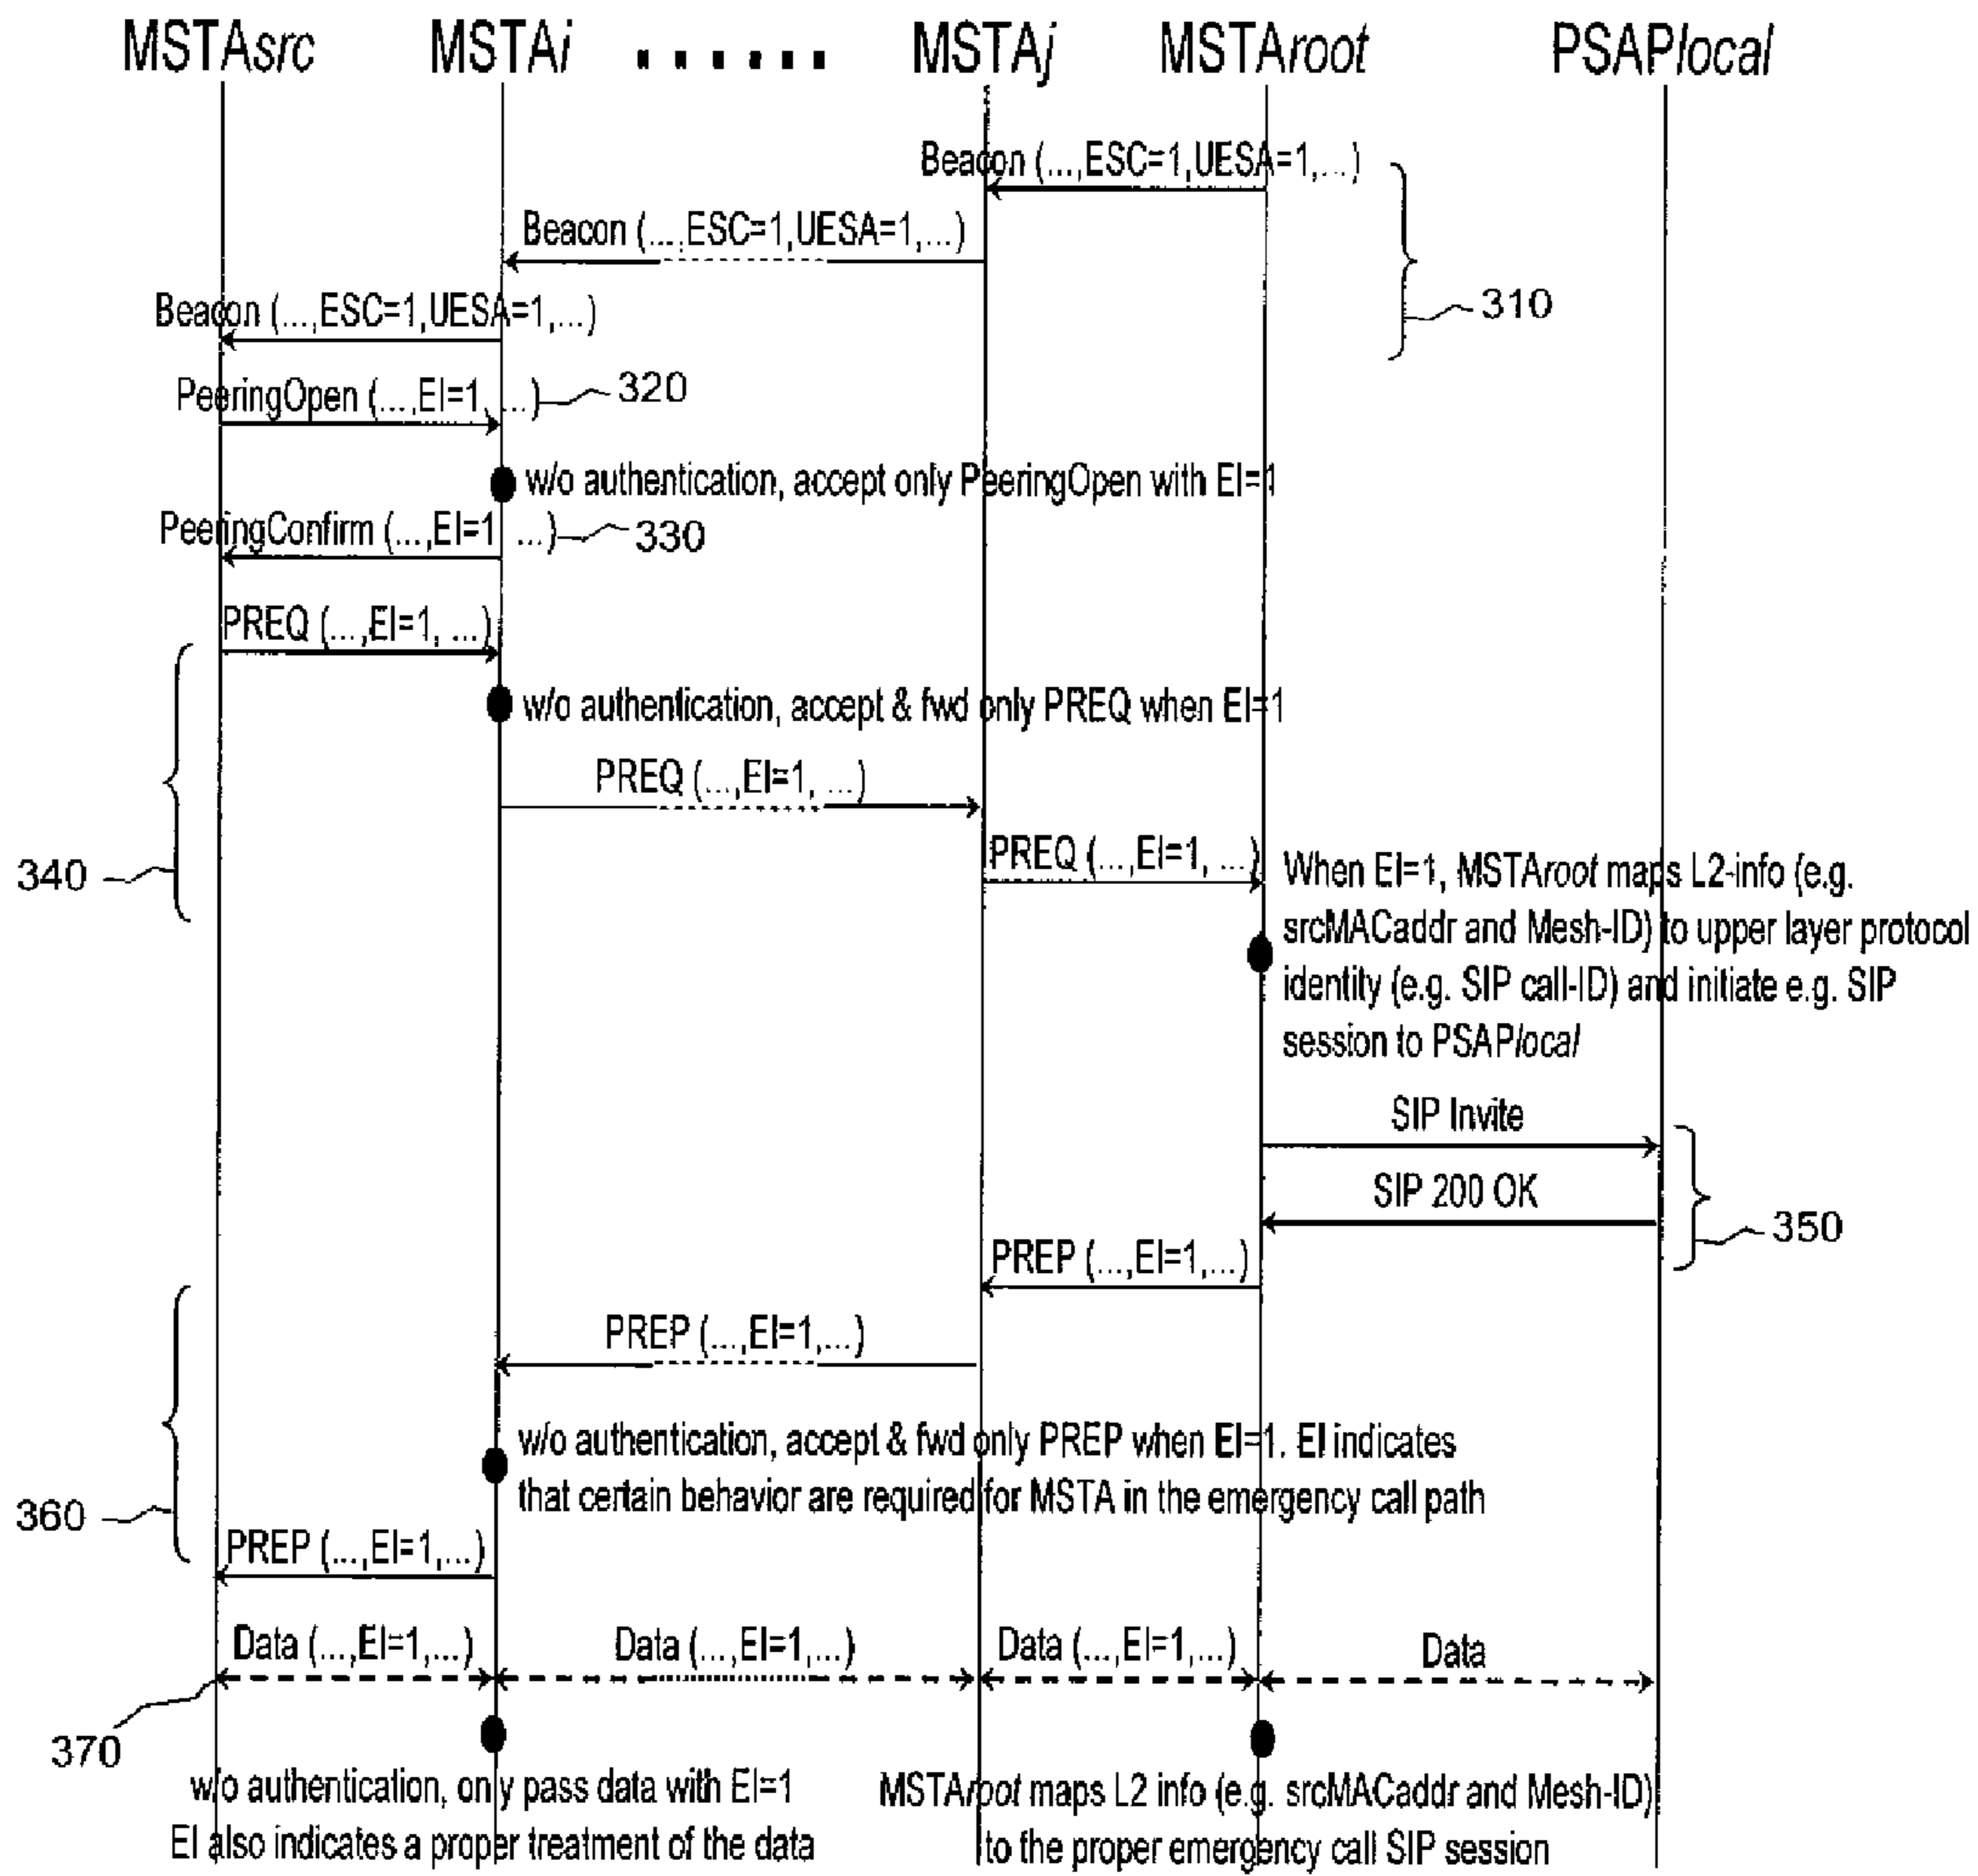 MSTAsrc MSTAi ...... MSTAj MSTAroot PSAPlocal
Beacon (...,ESC=1,UESA=1,...)
Beacon (...,ESC=1,UESA=1,...)
310
Beacon (...,ESC=1,UESA=1,...)
PeeringOpen (...,EI=1, ...) 320
w/o authentication, accept only PeeringOpen with EI=1
PeeringConfirm (...,EI=1 ...) 330
PREQ (...,EI=1, ...)
w/o authentication, accept & fwd only PREQ when EI=1
PREQ (...,EI=1, ...)
340
PREQ (...,EI=1, ...)
When EI=1, MSTAroot maps L2-info (e.g.
srcMACaddr and Mesh-ID) to upper layer protocol
identity (e.g. SIP call-ID) and initiate e.g. SIP
session to PSAPlocal
SIP Invite
SIP 200 OK
350
PREP (...,EI=1,...)
PREP (...,EI=1,...)
w/o authentication, accept & fwd only PREP when EI=1. EI indicates
that certain behavior are required for MSTA in the emergency call path
360
PREP (...,EI=1,...)
Data (...,EI=1,...) Data (...,EI=1,...) Data (...,EI=1,...) Data
370
w/o authentication, only pass data with EI=1
EI also indicates a proper treatment of the data
MSTAroot maps L2 info (e.g. srcMACaddr and Mesh-ID)
to the proper emergency call SIP session